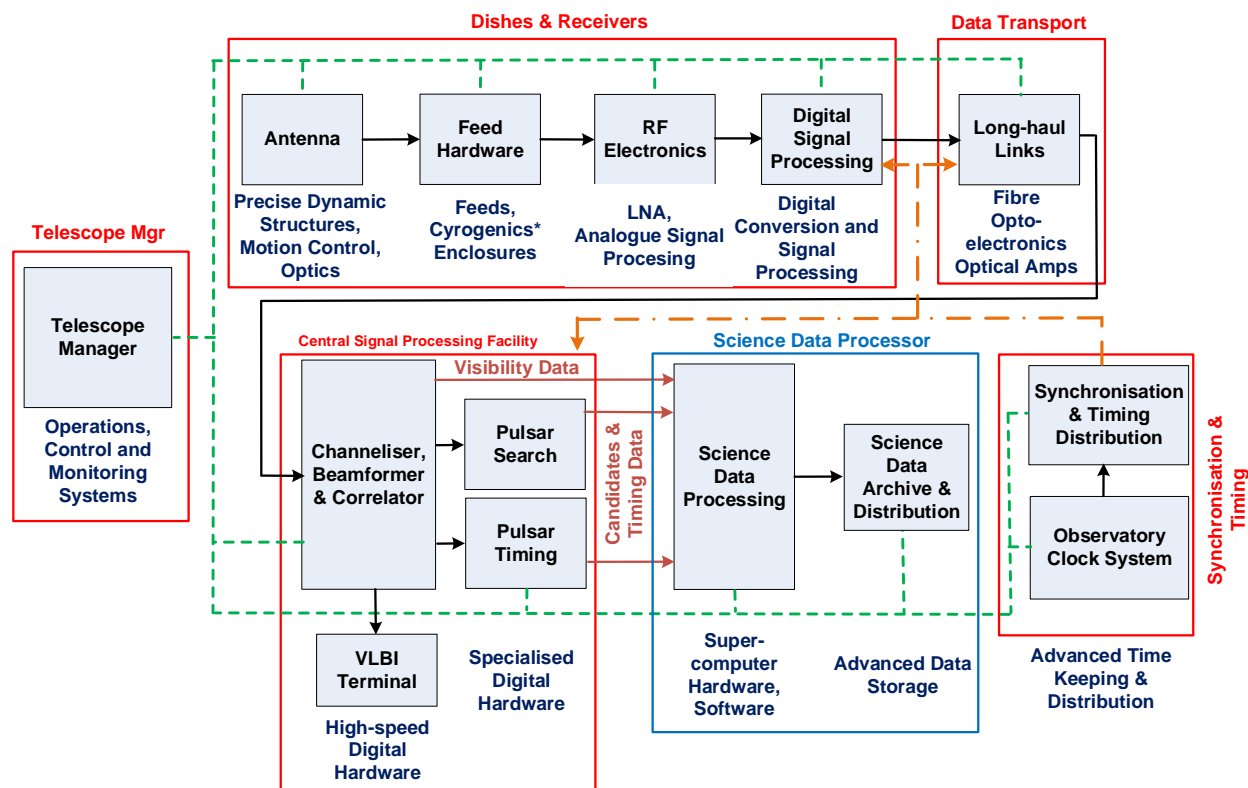 Dishes & Receivers
Data Transport
Antenna
Feed
Hardware
RF
Electronics
Digital
Signal
Processing
Long-haul
Links
Precise Dynamic
Structures,
Motion Control,
Optics
Feeds,
Cyrogenics*
Enclosures
LNA,
Analogue Signal
Procesing
Digital
Conversion and
Signal
Processing
Fibre
Opto-
electronics
Optical Amps
Telescope Mgr
Telescope
Manager
Operations,
Control and
Monitoring
Systems
Central Signal Processing Facility
Visibility Data
Channeliser,
Beamformer
& Correlator
Pulsar
Search
Pulsar
Timing
Candidates &
Timing Data
VLBI
Terminal
High-speed
Digital
Hardware
Specialised
Digital
Hardware
Science Data Processor
Science
Data
Processing
Science
Data
Archive &
Distribution
Super-
computer
Hardware,
Software
Advanced Data
Storage
Synchronisation
& Timing
Distribution
Observatory
Clock System
Synchronisation &
Timing
Advanced Time
Keeping &
Distribution